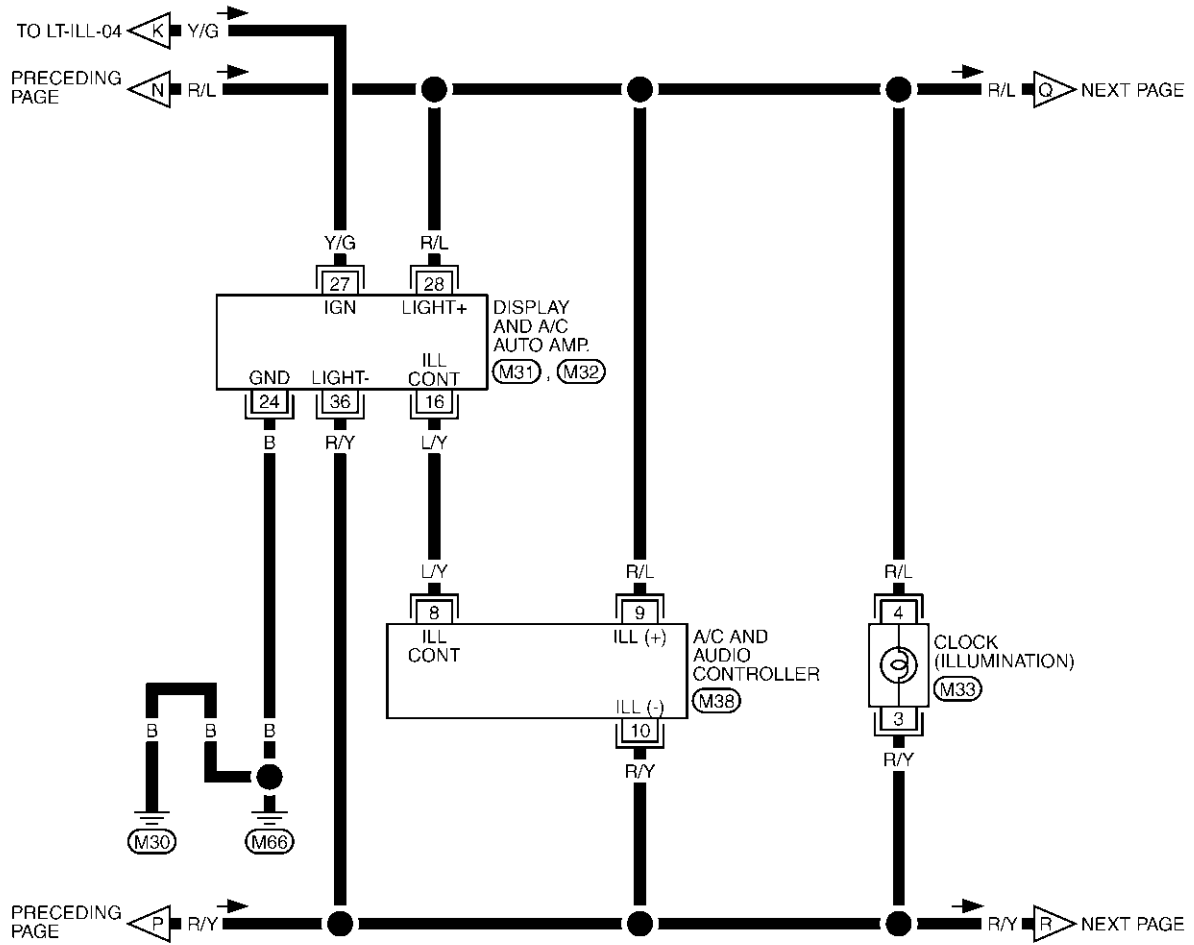 TO LT-ILL-04 K Y/G
PRECEDING PAGE N R/L
R/L Q NEXT PAGE
Y/G R/L
27 28
IGN LIGHT+
DISPLAY
AND A/C
AUTO AMP.
M31 , M32
GND LIGHT- ILL CONT
24 36 16
B R/Y L/Y
L/Y R/L R/L
8 9 4
ILL CONT
ILL (+)
A/C AND
AUDIO
CONTROLLER
M38
CLOCK
(ILLUMINATION)
M33
ILL (-)
10 3
R/Y R/Y
B B B
M30 M66
PRECEDING PAGE P R/Y
R/Y R NEXT PAGE